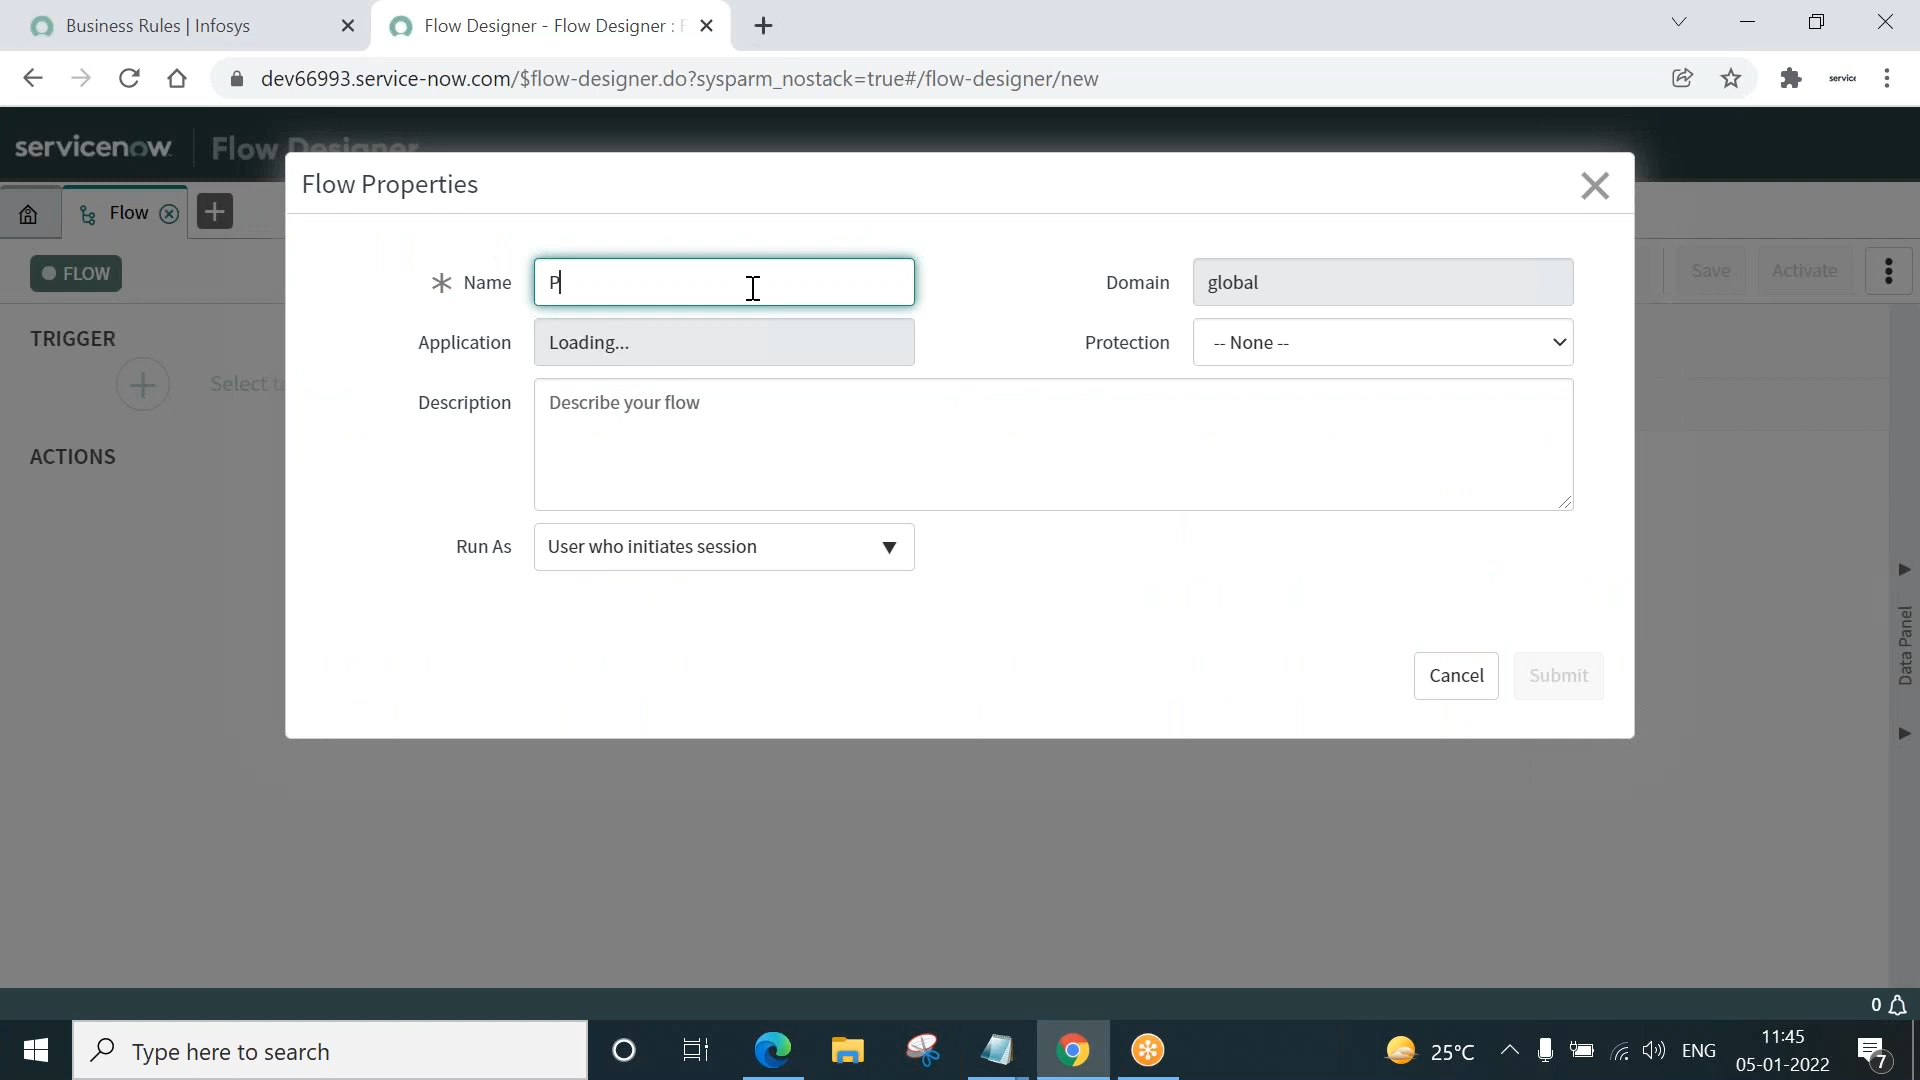 Business Rules | Infosys
Flow Designer - Flow Designer : F
dev66993.service-now.com/$flow-designer.do?sysparm_nostack=true#/flow-designer/new
servicenow
Flow Designer
Flow Properties
Flow
FLOW
Save
Activate
Name
P
Domain
global
Application
Loading...
Protection
-- None --
TRIGGER
Select t
Description
Describe your flow
ACTIONS
Run As
User who initiates session
Data Panel
Cancel
Submit
0
Type here to search
25°C
ENG
11:45
05-01-2022
7